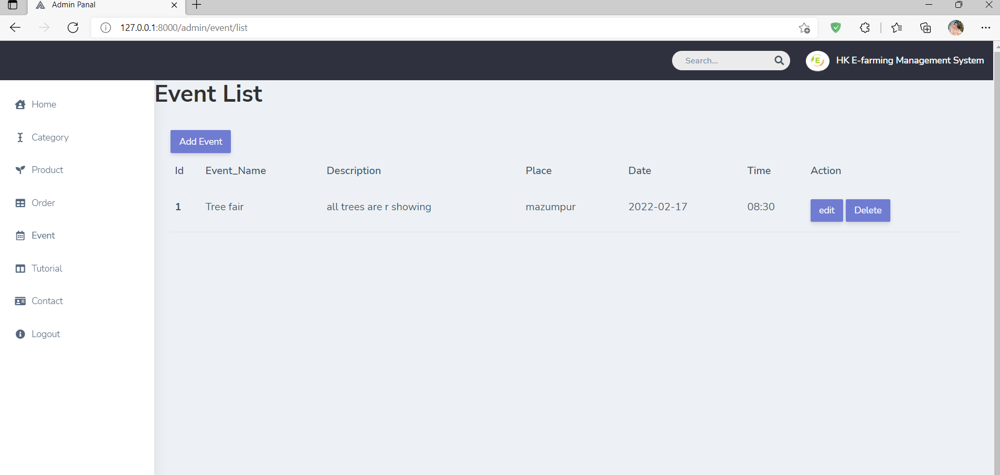 Admin Panal
127.0.0.1:8000/admin/event/list
Search...
E
HK E-farming Management System
Home
Category
Product
Order
Event
Tutorial
Contact
Logout
Event List
Add Event
Id Event_Name Description Place Date Time Action
1 Tree fair all trees are r showing mazumpur 2022-02-17 08:30 edit Delete